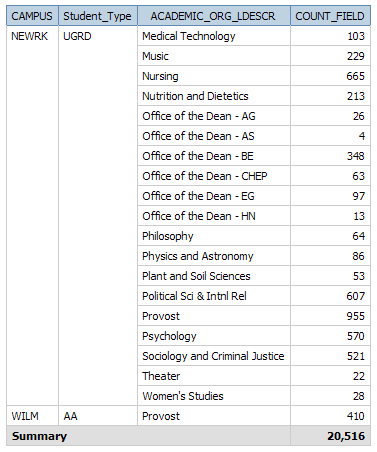 CAMPUS Student_Type ACADEMIC_ORG_LDESCR COUNT_FIELD
NEWRK UGRD Medical Technology 103
Music 229
Nursing 665
Nutrition and Dietetics 213
Office of the Dean - AG 26
Office of the Dean - AS 4
Office of the Dean - BE 348
Office of the Dean - CHEP 63
Office of the Dean - EG 97
Office of the Dean - HN 13
Philosophy 64
Physics and Astronomy 86
Plant and Soil Sciences 53
Political Sci & Intnl Rel 607
Provost 955
Psychology 570
Sociology and Criminal Justice 521
Theater 22
Women's Studies 28
WILM AA Provost 410
Summary 20,516